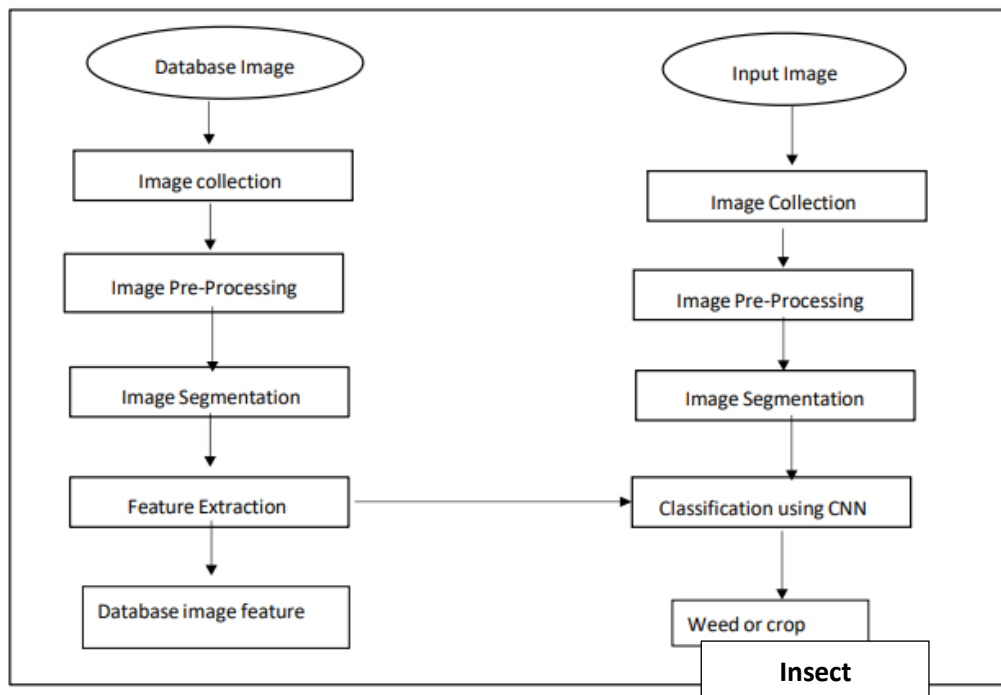 Database Image
Image collection
Image Pre-Processing
Image Segmentation
Feature Extraction
Database image feature
Input Image
Image Collection
Image Pre-Processing
Image Segmentation
Classification using CNN
Weed or crop
Insect